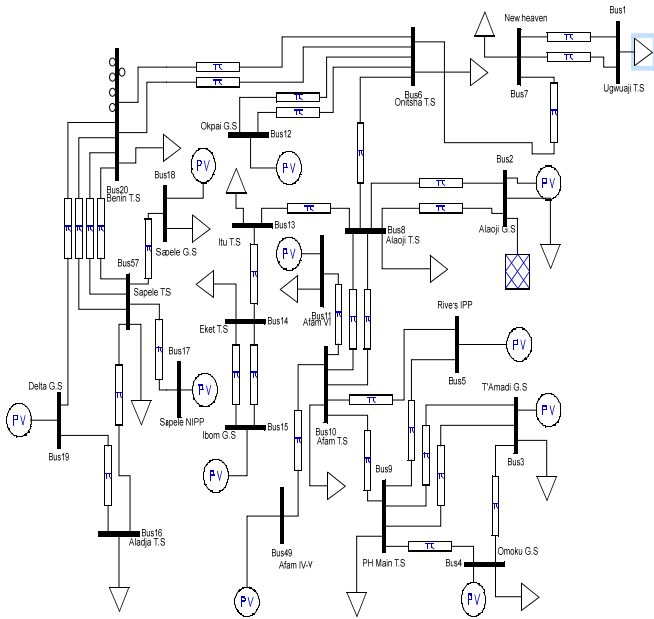 Bus1
New heaven
π
π
Ugwuaji T.S
Bus7
π
π
π
Bus6
Onitsha T.S
π
π
Okpai G.S
Bus12
π
PV
Bus20
Benin T.S
Bus18
PV
Sapele G.S
π
π
π
π
π
Bus2
π
PV
π
Alaoji G.S
Bus8
Alaoji T.S
π
Bus13
Itu T.S
PV
π
Bus11
Afam VI
π
π
π
Bus57
Sapele T.S
Eket T.S
Bus14
π
π
Bus15
Ibom G.S
PV
Rivers IPP
PV
Bus5
π
Bus17
π
PV
Sapele NIPP
π
Delta G.S
PV
Bus19
π
Bus16
Aladja T.S
Bus10
Afam T.S
π
π
π
T'Amadi G.S
PV
Bus3
π
π
Bus9
PH Main T.S
π
π
Bus4
Omoku G.S
PV
Bus49
Afam IV-V
PV